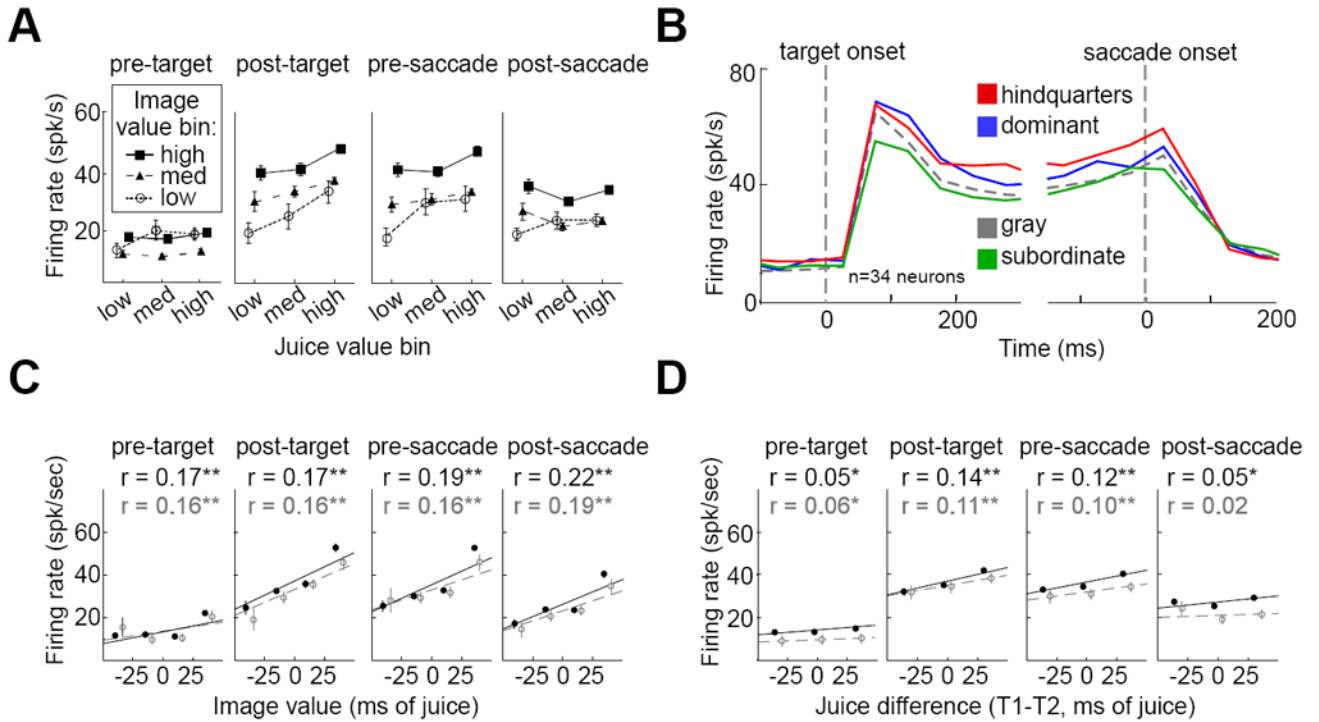 A
pre-target post-target pre-saccade post-saccade
Firing rate (spk/s)
60
40
20
Image
value bin:
high
med
low
low med high low med high low med high low med high
Juice value bin
B
target onset saccade onset
Firing rate (spk/s)
80
40
0
hindquarters
dominant
gray
subordinate
n=34 neurons
0 200 0 200
Time (ms)
C
pre-target post-target pre-saccade post-saccade
r = 0.17** r = 0.17** r = 0.19** r = 0.22**
r = 0.16** r = 0.16** r = 0.16** r = 0.19**
Firing rate (spk/sec)
60
40
20
-25 0 25 -25 0 25 -25 0 25 -25 0 25
Image value (ms of juice)
D
pre-target post-target pre-saccade post-saccade
r = 0.05* r = 0.14** r = 0.12** r = 0.05*
r = 0.06* r = 0.11** r = 0.10** r = 0.02
Firing rate (spk/sec)
60
40
20
-25 0 25 -25 0 25 -25 0 25 -25 0 25
Juice difference (T1-T2, ms of juice)